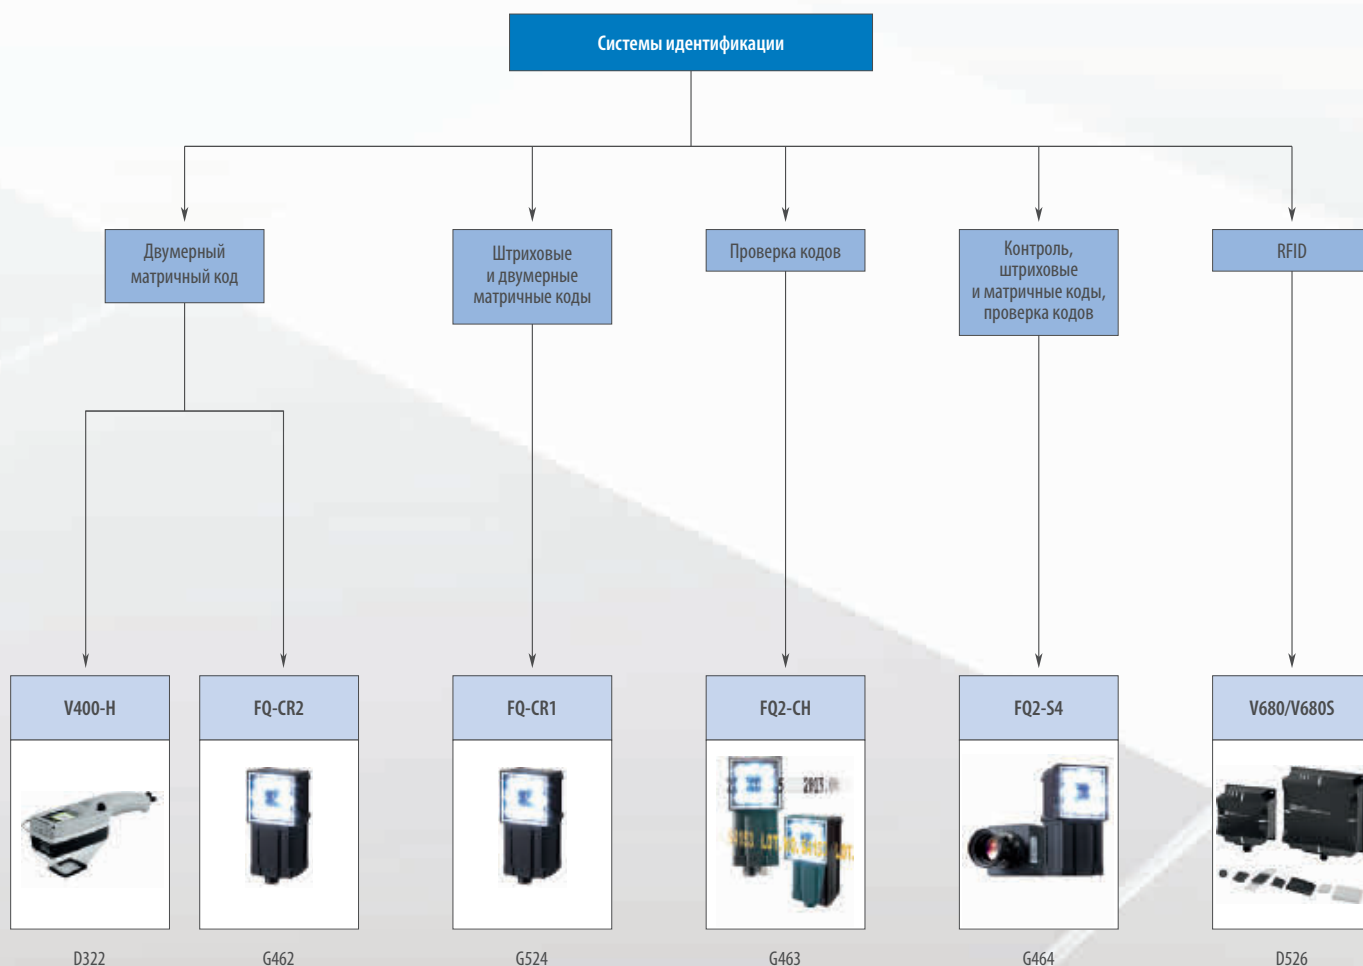 Системы идентификации
Двумерный
матричный код
Штриховые
и двумерные
матричные коды
Проверка кодов
Контроль,
штриховые
и матричные коды,
проверка кодов
RFID
V400-H
FQ-CR2
FQ-CR1
FQ2-CH
FQ2-S4
V680/V680S
D322
G462
G524
G463
G464
D526